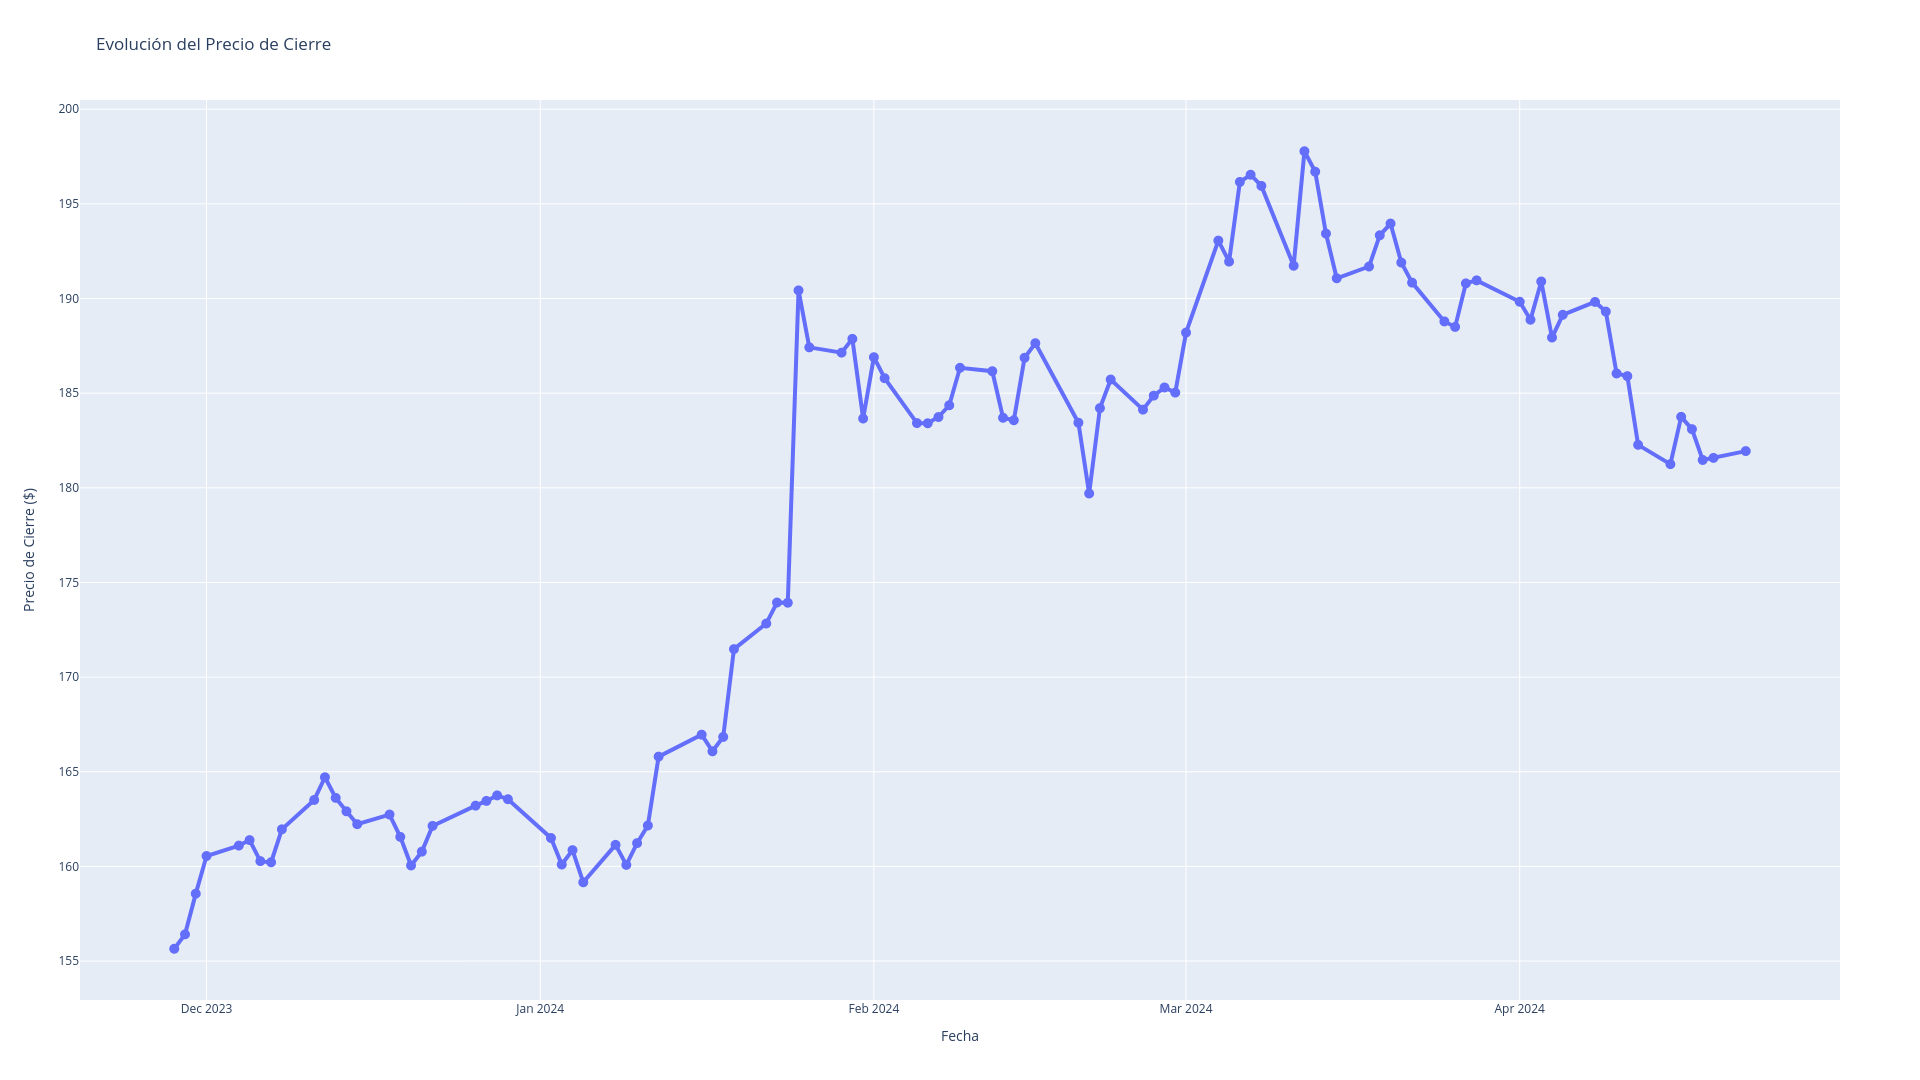 Evolución del Precio de Cierre
200
195
190
185
180
175
170
165
160
155
Precio de Cierre ($)
Dec 2023
Jan 2024
Feb 2024
Mar 2024
Apr 2024
Fecha